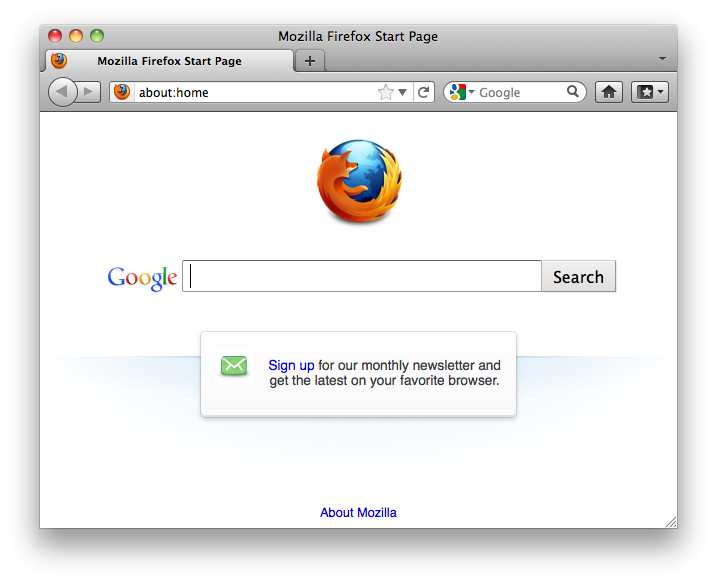 Mozilla Firefox Start Page
Mozilla Firefox Start Page
about:home
Google
Google
Search
Sign up for our monthly newsletter and
get the latest on your favorite browser.
About Mozilla